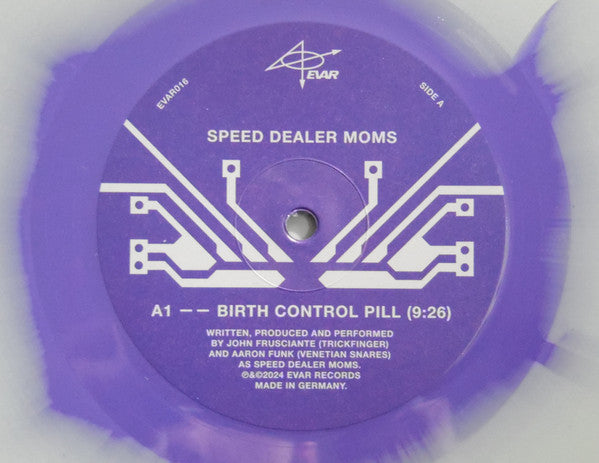 EVAR
EVAR016
SIDE A
SPEED DEALER MOMS
A1 —— BIRTH CONTROL PILL (9:26)
WRITTEN, PRODUCED AND PERFORMED
BY JOHN FRUSCIANTE (TRICKFINGER)
AND AARON FUNK (VENETIAN SNARES)
AS SPEED DEALER MOMS.
℗&©2024 EVAR RECORDS
MADE IN GERMANY.